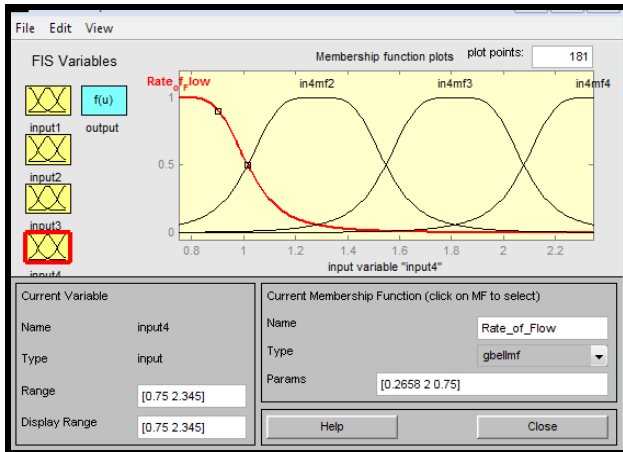 File Edit View
FIS Variables
f(u)
input1 output
input2
input3
input4
Membership function plots plot points: 181
Rate_of_Flow in4mf2 in4mf3 in4mf4
1
0.5
0
0.8 1 1.2 1.4 1.6 1.8 2 2.2
input variable "input4"
Current Variable
Name input4
Type input
Range [0.75 2.345]
Display Range [0.75 2.345]
Current Membership Function (click on MF to select)
Name Rate_of_Flow
Type gbellmf
Params [0.2658 2 0.75]
Help Close